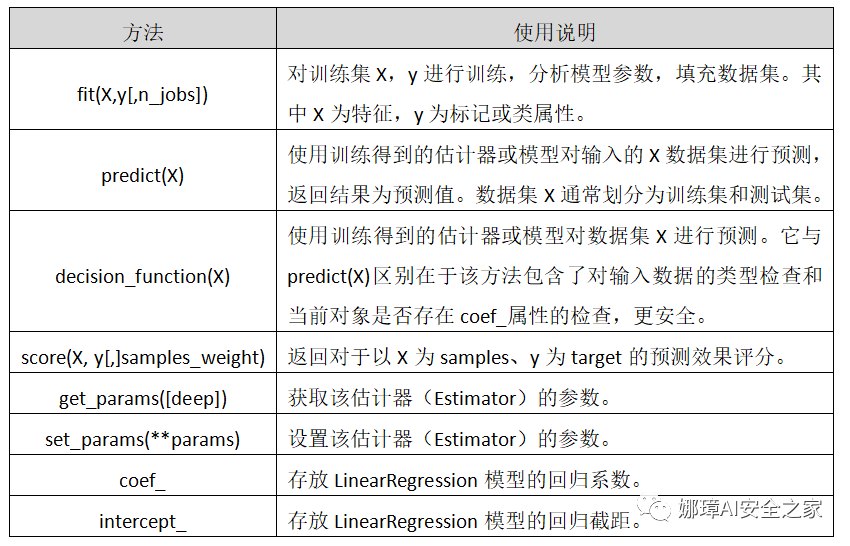 方法 使用说明
fit(X,y[,n_jobs])
对训练集 X，y 进行训练，分析模型参数，填充数据集。其
中 X 为特征，y 为标记或类属性。
predict(X)
使用训练得到的估计器或模型对输入的 X 数据集进行预测，
返回结果为预测值。数据集 X 通常划分为训练集和测试集。
decision_function(X)
使用训练得到的估计器或模型对数据集 X 进行预测。它与
predict(X)区别在于该方法包含了对输入数据的类型检查和
当前对象是否存在 coef_属性的检查，更安全。
score(X, y[,]samples_weight) 返回对于以 X 为 samples、y 为 target 的预测效果评分。
get_params([deep]) 获取该估计器（Estimator）的参数。
set_params(**params) 设置该估计器（Estimator）的参数。
coef_ 存放 LinearRegression 模型的回归系数。
intercept_ 存放 LinearRegression 模型的回归截距。
娜璋AI安全之家